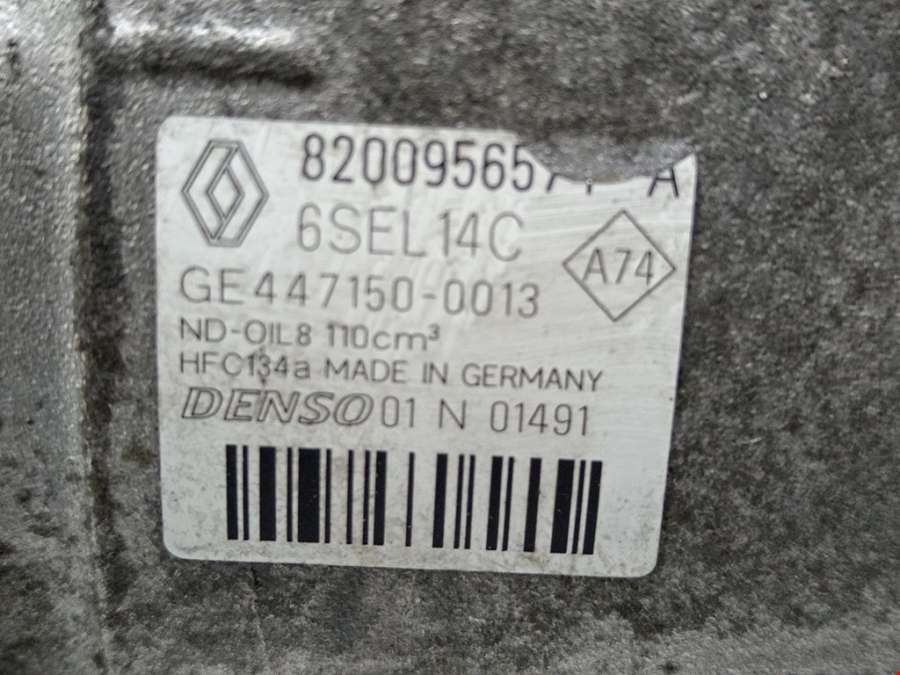 82009565 A
6SEL14C
A74
GE447150-0013
ND-OIL8 110cm³
HFC134a MADE IN GERMANY
DENSO 01 N 01491